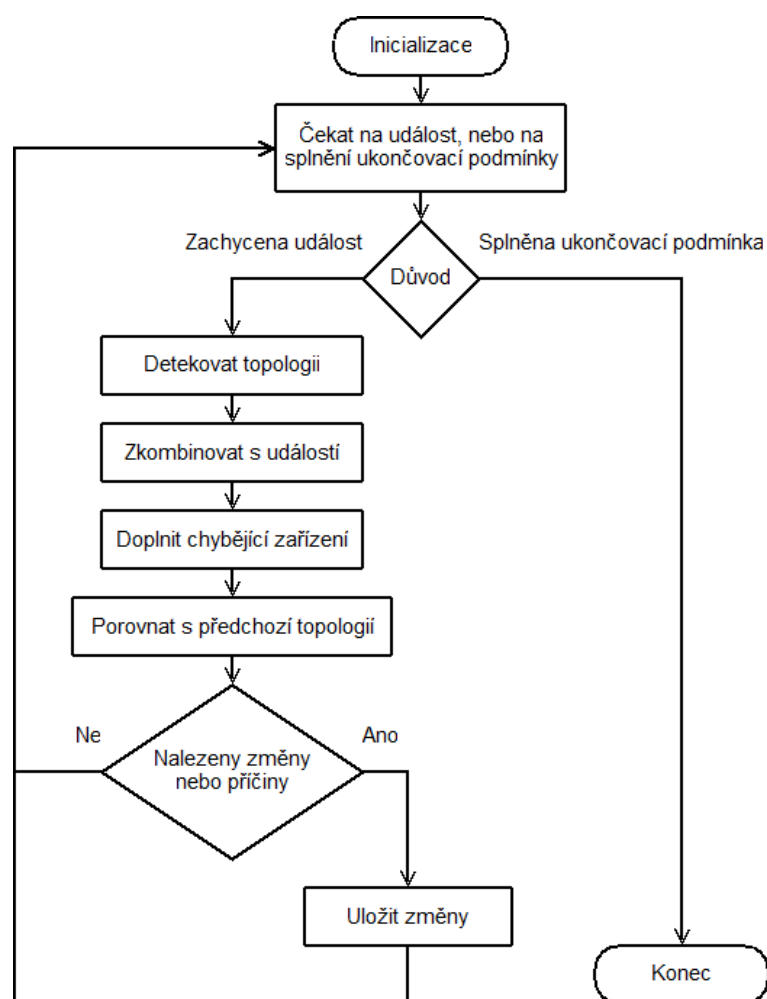 Inicializace
Čekat na událost, nebo na
splnění ukončovací podmínky
Zachycena událost
Splněna ukončovací podmínka
Důvod
Detekovat topologii
Zkombinovat s událostí
Doplnit chybějící zařízení
Porovnat s předchozí topologií
Ne
Ano
Nalezeny změny
nebo příčiny
Uložit změny
Konec